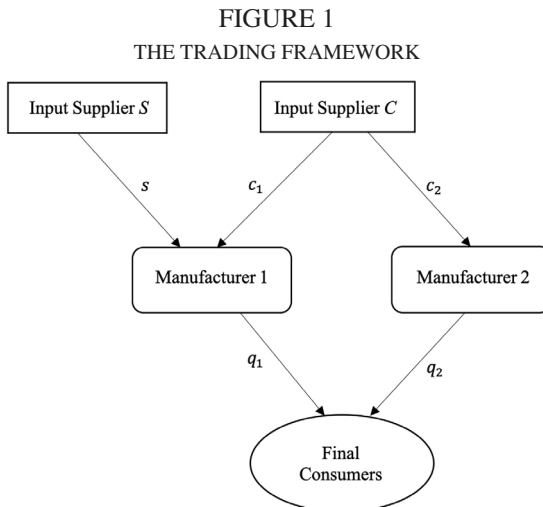 FIGURE 1
THE TRADING FRAMEWORK
Input Supplier S
Input Supplier C
s
c₁
c₂
Manufacturer 1
Manufacturer 2
q₁
q₂
Final
Consumers